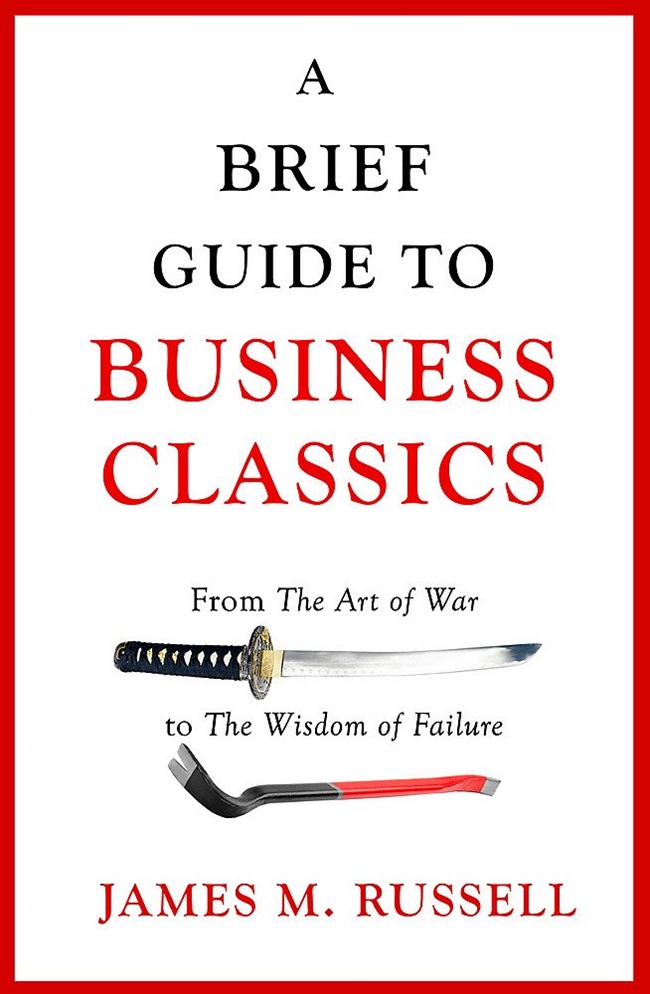 A
BRIEF
GUIDE TO
BUSINESS
CLASSICS
From The Art of War
to The Wisdom of Failure
JAMES M. RUSSELL